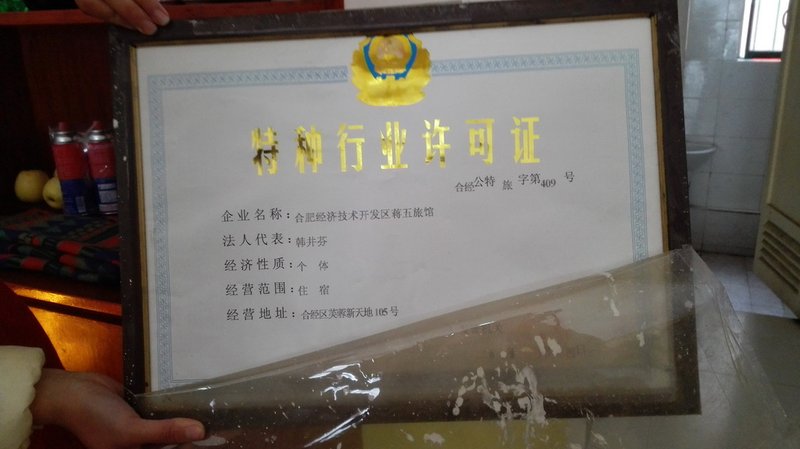 特种行业许可证
合经公特 旅 字第409 号
企业名称：合肥经济技术开发区蒋五旅馆
法人代表：韩井芬
经济性质：个 体
经营范围：住 宿
经营地址：合经区芙蓉新天地105号